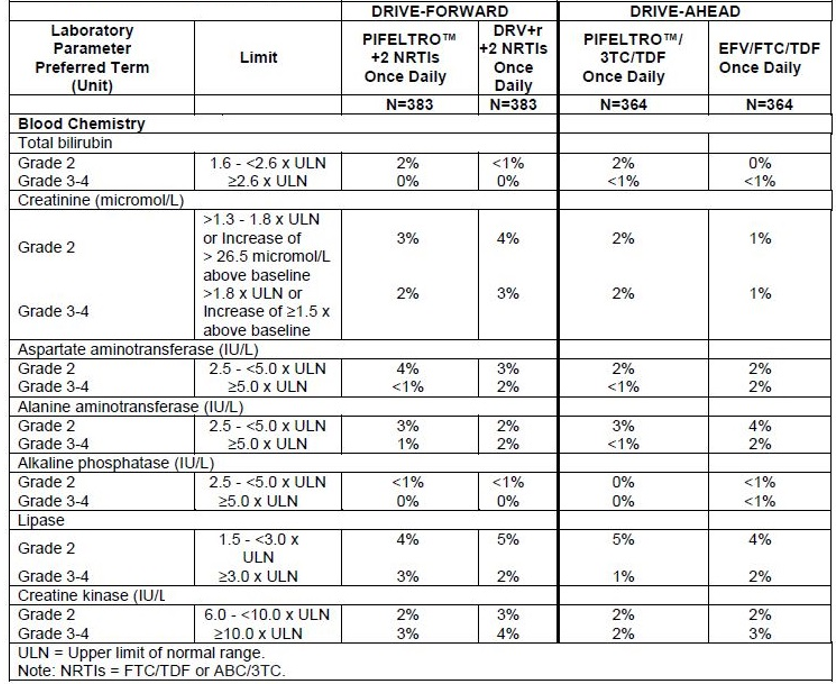 DRIVE-FORWARD DRIVE-AHEAD
Laboratory Parameter Preferred Term (Unit) Limit PIFELTRO™ +2 NRTIs Once Daily DRV+r +2 NRTIs Once Daily PIFELTRO™/ 3TC/TDF Once Daily EFV/FTC/TDF Once Daily
N=383 N=383 N=364 N=364
Blood Chemistry
Total bilirubin
Grade 2 1.6 - <2.6 x ULN 2% <1% 2% 0%
Grade 3-4 ≥2.6 x ULN 0% 0% <1% <1%
Creatinine (micromol/L)
Grade 2 >1.3 - 1.8 x ULN or Increase of > 26.5 micromol/L above baseline 3% 4% 2% 1%
Grade 3-4 >1.8 x ULN or Increase of ≥1.5 x above baseline 2% 3% 2% 1%
Aspartate aminotransferase (IU/L)
Grade 2 2.5 - <5.0 x ULN 4% 3% 2% 2%
Grade 3-4 ≥5.0 x ULN <1% 2% <1% 2%
Alanine aminotransferase (IU/L)
Grade 2 2.5 - <5.0 x ULN 3% 2% 3% 4%
Grade 3-4 ≥5.0 x ULN 1% 2% <1% 2%
Alkaline phosphatase (IU/L)
Grade 2 2.5 - <5.0 x ULN <1% <1% 0% <1%
Grade 3-4 ≥5.0 x ULN 0% 0% 0% <1%
Lipase
Grade 2 1.5 - <3.0 x ULN 4% 5% 5% 4%
Grade 3-4 ≥3.0 x ULN 3% 2% 1% 2%
Creatine kinase (IU/L
Grade 2 6.0 - <10.0 x ULN 2% 3% 2% 2%
Grade 3-4 ≥10.0 x ULN 3% 4% 2% 3%
ULN = Upper limit of normal range.
Note: NRTIs = FTC/TDF or ABC/3TC.